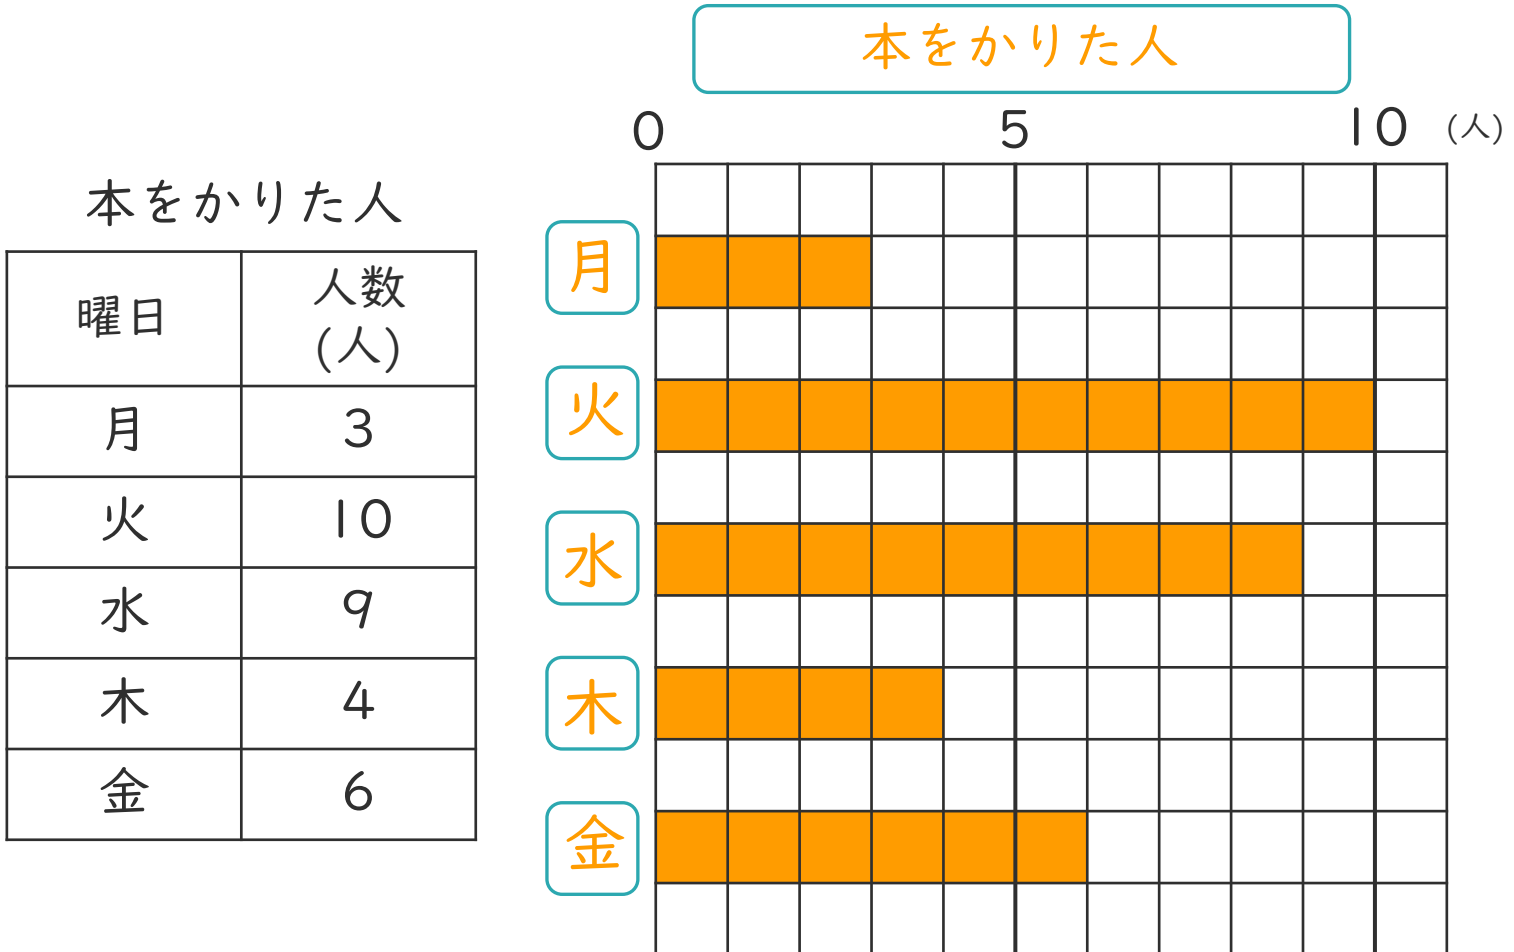 本をかりた人
曜日 人数
(人)
月 3
火 10
水 9
木 4
金 6
本をかりた人
0 5 10 (人)
月
火
水
木
金